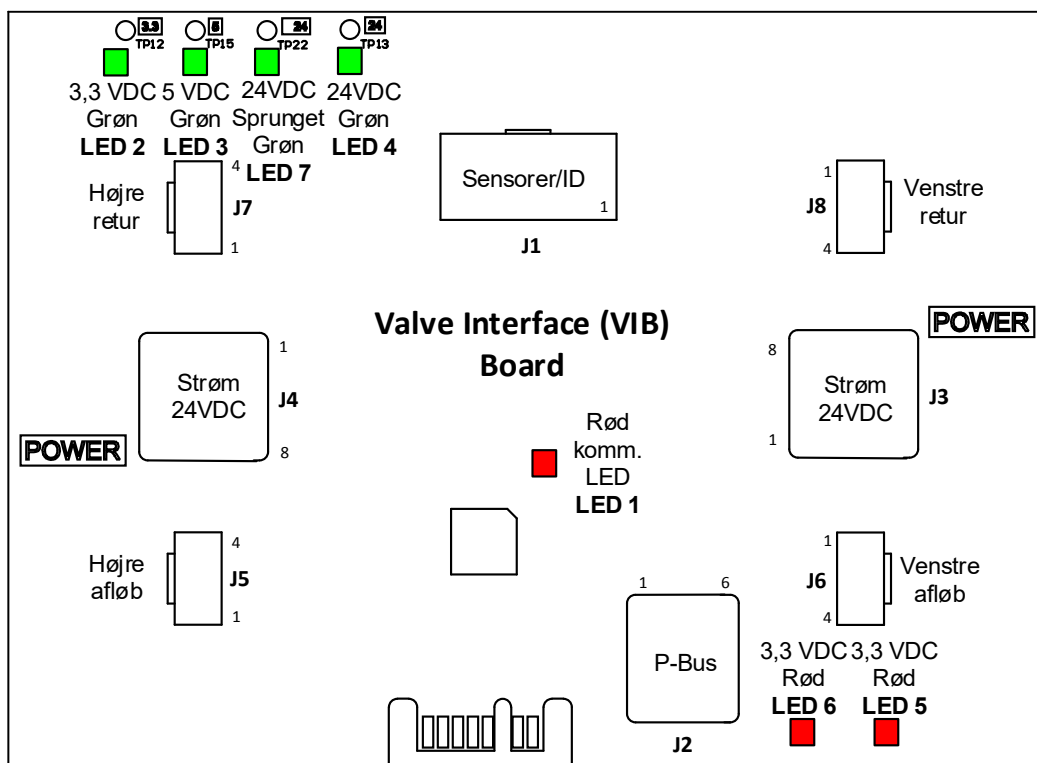 3.3
TP12
5
TP15
24
TP22
24
TP13
3,3 VDC
Grøn
LED 2
5 VDC
Grøn
LED 3
24VDC
Sprunget
Grøn
LED 7
24VDC
Grøn
LED 4
Højre
retur
4
J7
1
Sensorer/ID
1
J1
1
J8
4
Venstre
retur
Valve Interface (VIB)
Board
POWER
Strøm
24VDC
1
J4
8
POWER
8
1
Strøm
24VDC
J3
Rød
komm.
LED
LED 1
Højre
afløb
4
J5
1
1
J6
4
Venstre
afløb
1 6
P-Bus
J2
3,3 VDC
Rød
LED 6
3,3 VDC
Rød
LED 5